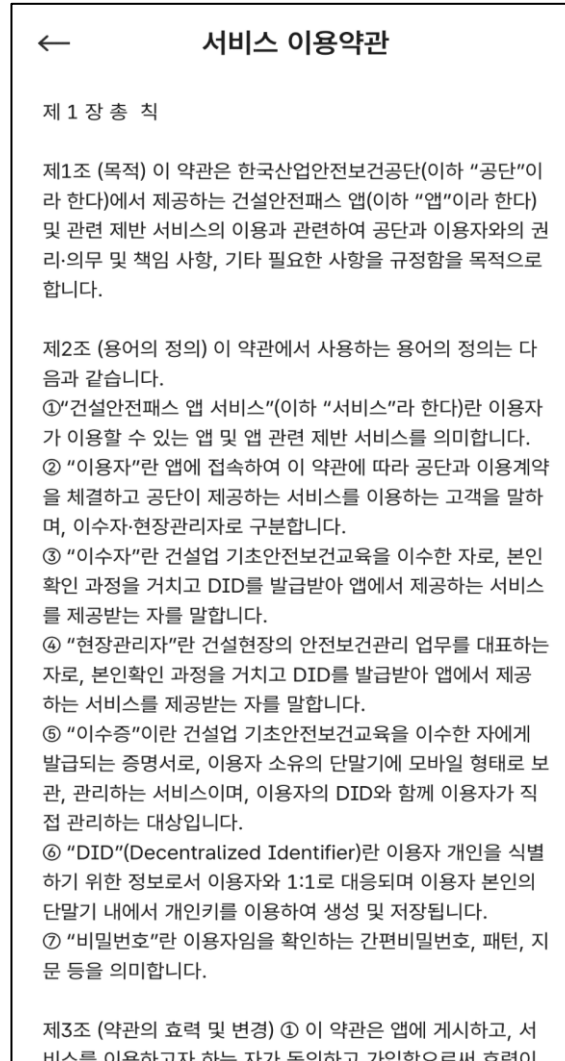 서비스 이용약관
제 1 장 총 칙
제1조 (목적) 이 약관은 한국산업안전보건공단(이하 “공단”이
라 한다)에서 제공하는 건설안전패스 앱(이하 “앱”이라 한다)
및 관련 제반 서비스의 이용과 관련하여 공단과 이용자와의 권
리·의무 및 책임 사항, 기타 필요한 사항을 규정함을 목적으로
합니다.
제2조 (용어의 정의) 이 약관에서 사용하는 용어의 정의는 다
음과 같습니다.
①“건설안전패스 앱 서비스”(이하 “서비스”라 한다)란 이용자
가 이용할 수 있는 앱 및 앱 관련 제반 서비스를 의미합니다.
② “이용자”란 앱에 접속하여 이 약관에 따라 공단과 이용계약
을 체결하고 공단이 제공하는 서비스를 이용하는 고객을 말하
며, 이수자·현장관리자로 구분합니다.
③ “이수자”란 건설업 기초안전보건교육을 이수한 자로, 본인
확인 과정을 거치고 DID를 발급받아 앱에서 제공하는 서비스
를 제공받는 자를 말합니다.
④ “현장관리자”란 건설현장의 안전보건관리 업무를 대표하는
자로, 본인확인 과정을 거치고 DID를 발급받아 앱에서 제공
하는 서비스를 제공받는 자를 말합니다.
⑤ “이수증”이란 건설업 기초안전보건교육을 이수한 자에게
발급되는 증명서로, 이용자 소유의 단말기에 모바일 형태로 보
관, 관리하는 서비스이며, 이용자의 DID와 함께 이용자가 직
접 관리하는 대상입니다.
⑥ “DID”(Decentralized Identifier)란 이용자 개인을 식별
하기 위한 정보로서 이용자와 1:1로 대응되며 이용자 본인의
단말기 내에서 개인키를 이용하여 생성 및 저장됩니다.
⑦ “비밀번호”란 이용자임을 확인하는 간편비밀번호, 패턴, 지
문 등을 의미합니다.
제3조 (약관의 효력 및 변경) ① 이 약관은 앱에 게시하고, 서
비스를 이용하고자 하는 자가 동의하고 가입함으로써 효력이